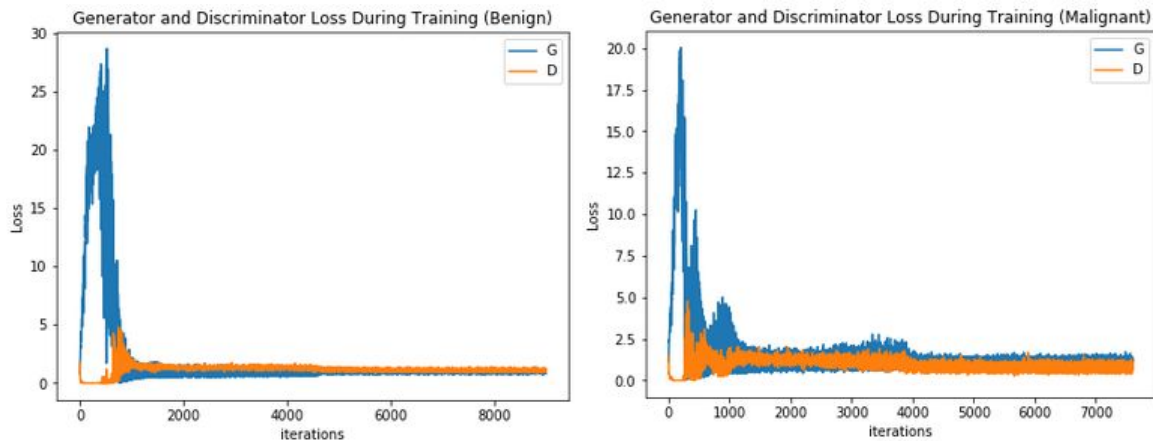 Generator and Discriminator Loss During Training (Benign)
30
25
20
15
10
5
0
Loss
0
2000
4000
6000
8000
iterations
G
D
Generator and Discriminator Loss During Training (Malignant)
20.0
17.5
15.0
12.5
10.0
7.5
5.0
2.5
0.0
Loss
0
1000
2000
3000
4000
5000
6000
7000
iterations
G
D